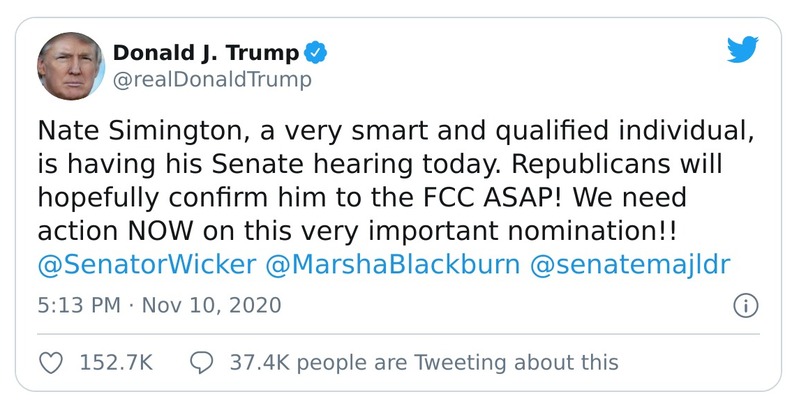 Donald J. Trump
@realDonaldTrump
Nate Simington, a very smart and qualified individual,
is having his Senate hearing today. Republicans will
hopefully confirm him to the FCC ASAP! We need
action NOW on this very important nomination!!
@SenatorWicker @MarshaBlackburn @senatemajldr
5:13 PM · Nov 10, 2020
152.7K 37.4K people are Tweeting about this